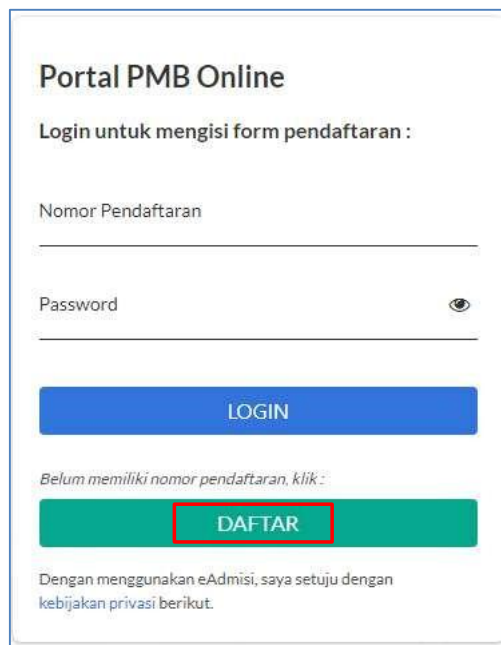 Portal PMB Online
Login untuk mengisi form pendaftaran :
Nomor Pendaftaran
Password
LOGIN
Belum memiliki nomor pendaftaran, klik :
DAFTAR
Dengan menggunakan eAdmisi, saya setuju dengan
kebijakan privasi berikut.